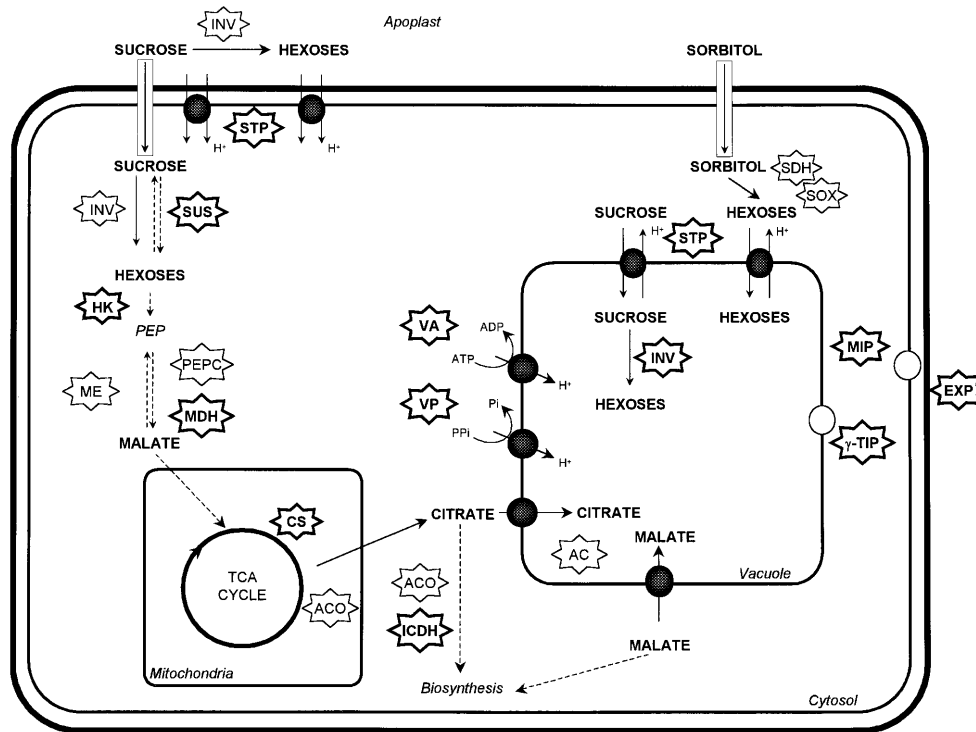 INV
Apoplast
SUCROSE
HEXOSES
SORBITOL
STP
H+
H+
SUCROSE
SORBITOL
SDH
SOX
INV
SUS
SUCROSE
HEXOSES
H+
STP
H+
HEXOSES
HK
PEP
SUCROSE
HEXOSES
VA
ADP
ATP
H+
INV
MIP
EXP
PEPC
ME
MDH
HEXOSES
VP
Pi
PPi
H+
γ-TIP
MALATE
CS
CITRATE
CITRATE
MALATE
AC
TCA
CYCLE
ACO
ACO
Vacuole
ICDH
MALATE
Mitochondria
Biosynthesis
Cytosol